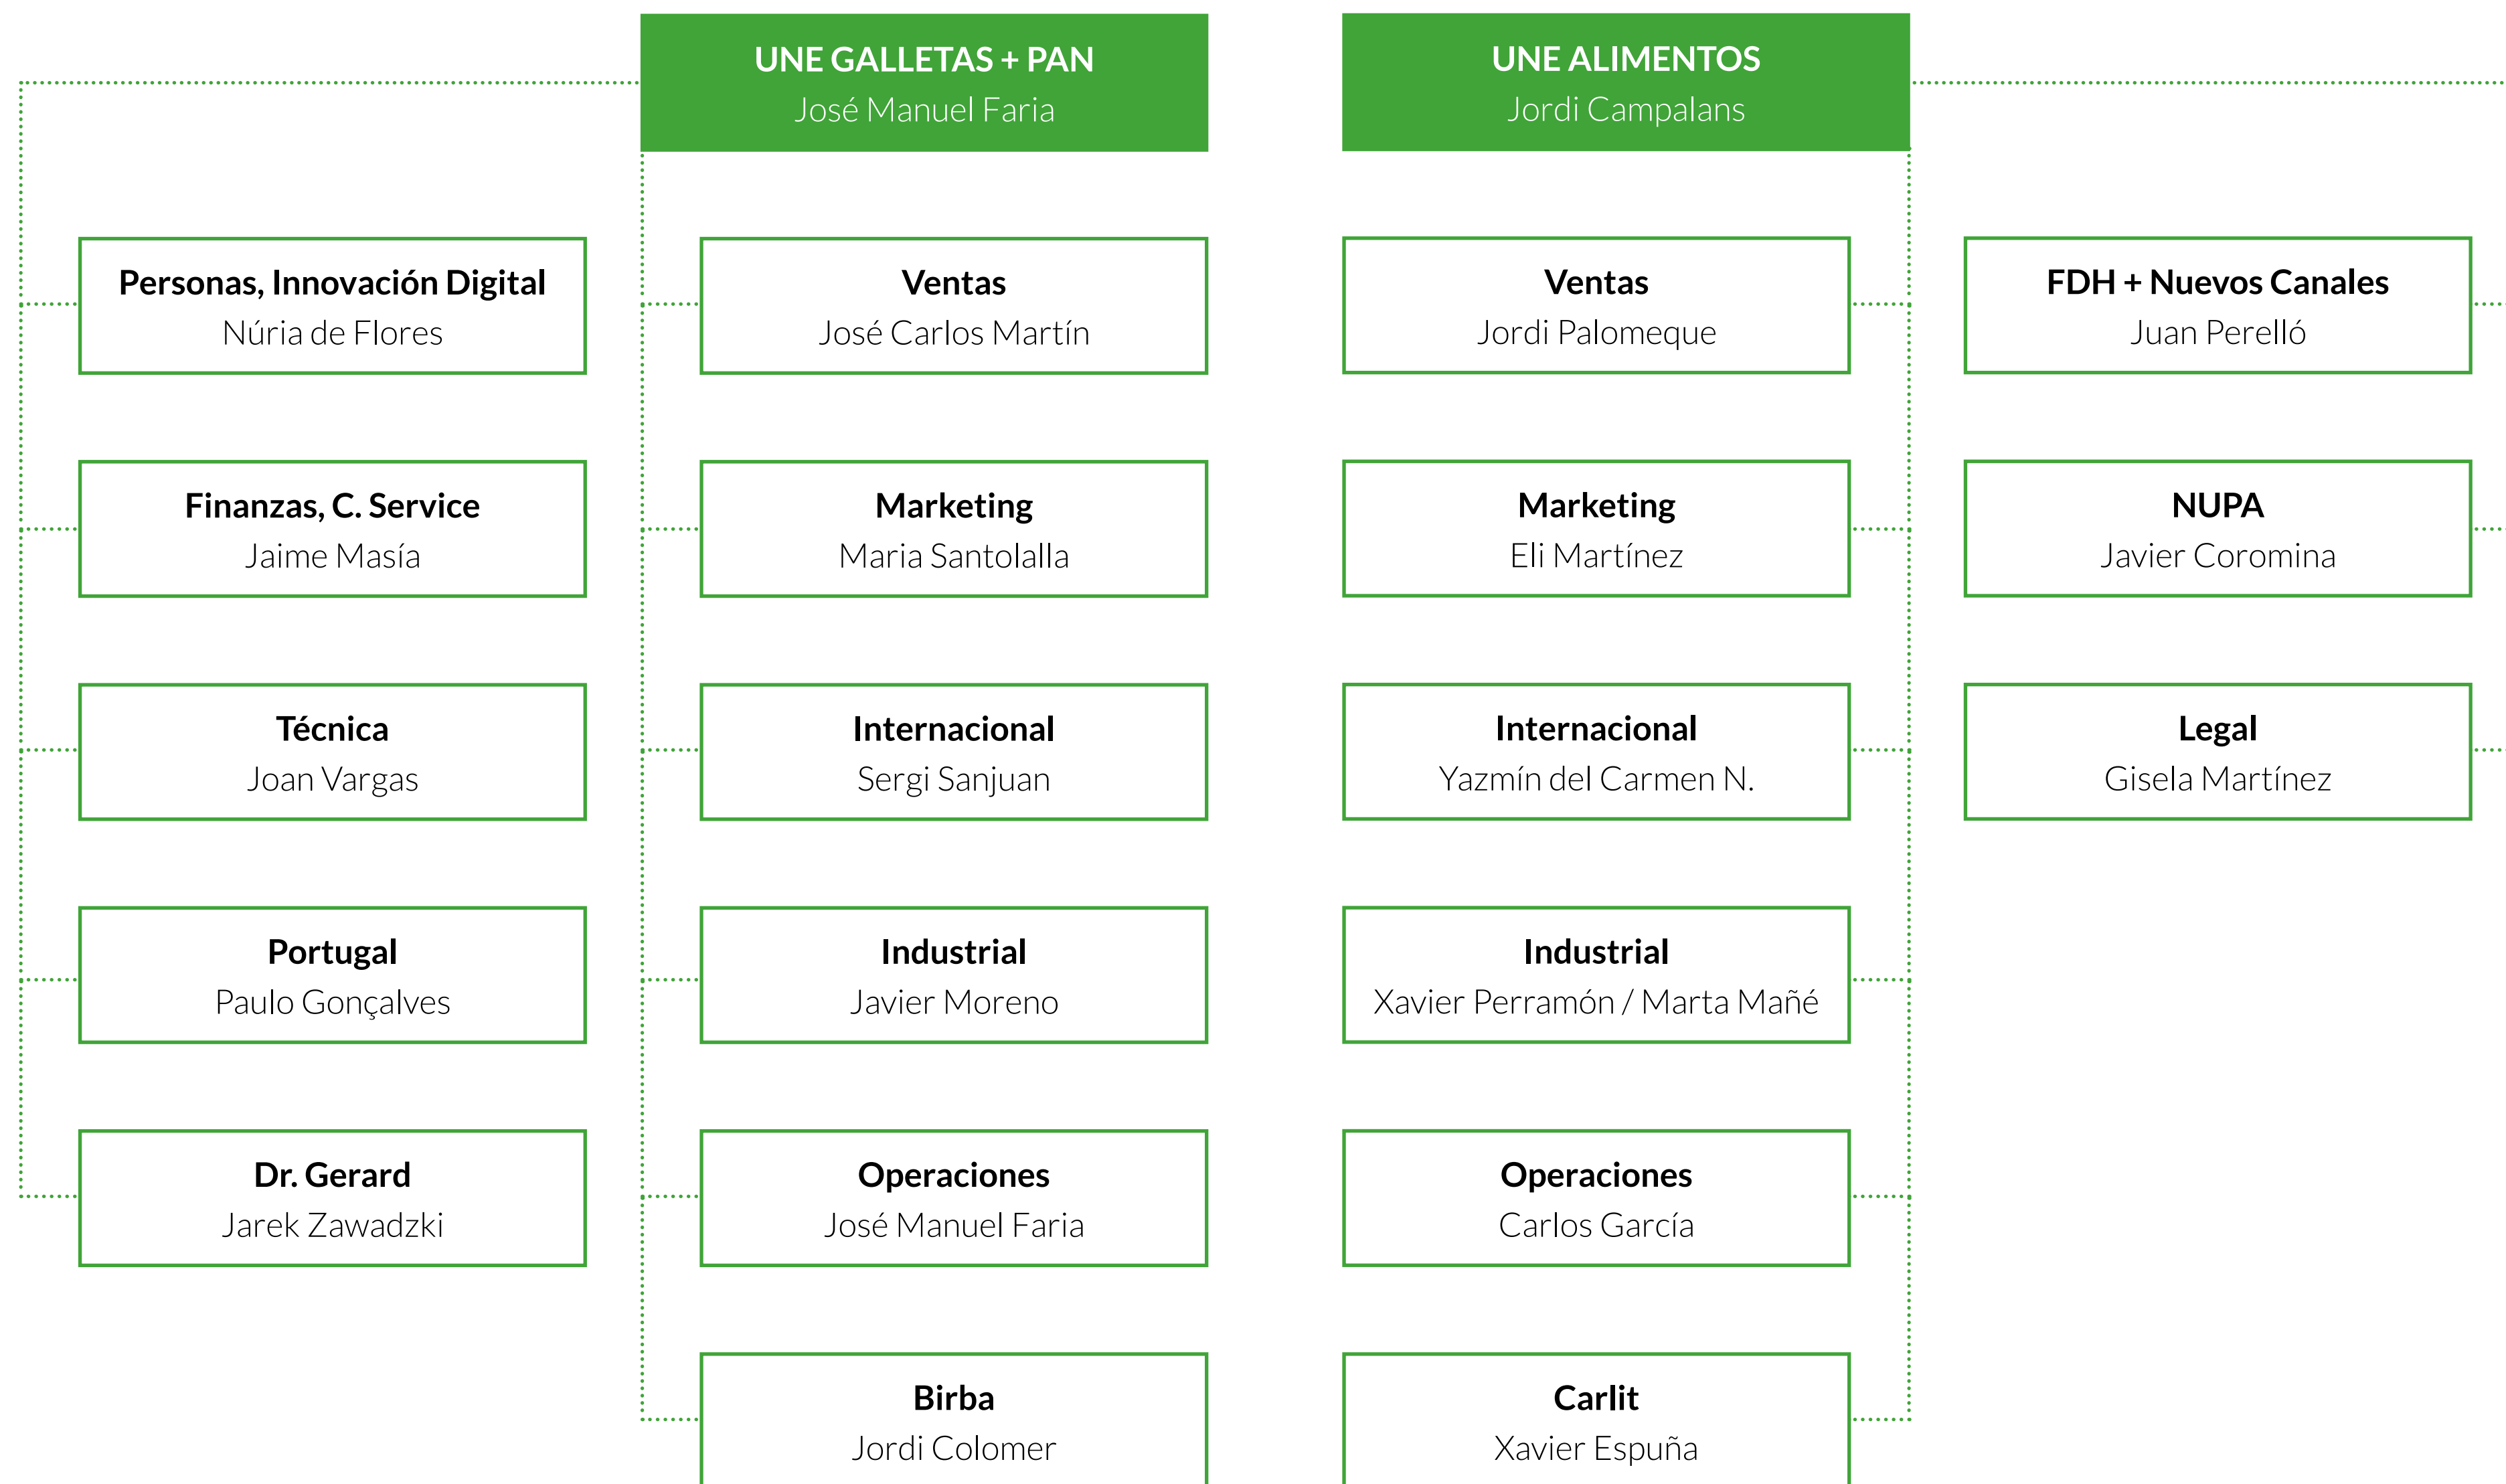 UNE GALLETAS + PAN
José Manuel Faria
UNE ALIMENTOS
Jordi Campalans
Personas, Innovación Digital
Núria de Flores
Ventas
José Carlos Martín
Ventas
Jordi Palomeque
FDH + Nuevos Canales
Juan Perelló
Finanzas, C. Service
Jaime Masía
Marketing
Maria Santolalla
Marketing
Eli Martínez
NUPA
Javier Coromina
Técnica
Joan Vargas
Internacional
Sergi Sanjuan
Internacional
Yazmín del Carmen N.
Legal
Gisela Martínez
Portugal
Paulo Gonçalves
Industrial
Javier Moreno
Industrial
Xavier Perramón / Marta Mañé
Dr. Gerard
Jarek Zawadzki
Operaciones
José Manuel Faria
Operaciones
Carlos García
Birba
Jordi Colomer
Carlit
Xavier Espuña